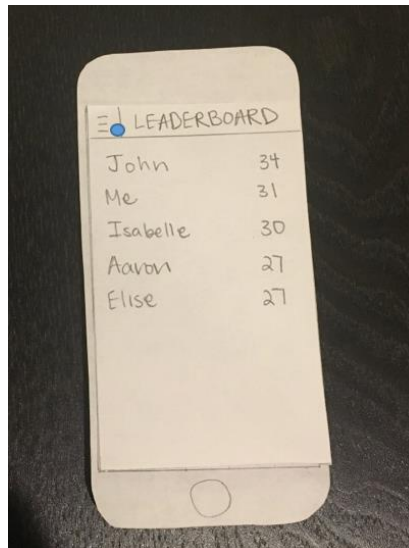 LEADERBOARD
John 34
Me 31
Isabelle 30
Aaron 27
Elise 27